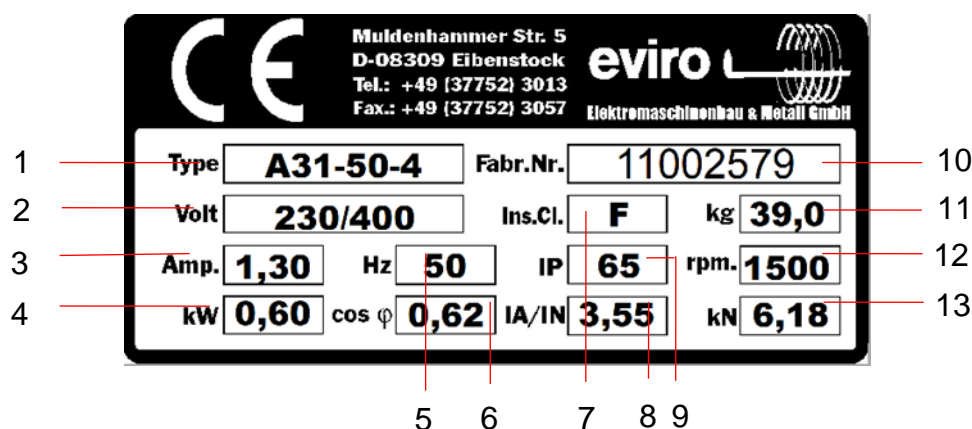 CE
Muldenhammer Str. 5
D-08309 Eibenstock
Tel.: +49 (37752) 3013
Fax.: +49 (37752) 3057
eviro
Elektromaschinenbau & Metall GmbH
1 Type A31-50-4 Fabr.Nr. 11002579 10
2 Volt 230/400 Ins.Cl. F kg 39,0 11
3 Amp. 1,30 Hz 50 IP 65 rpm. 1500 12
4 kW 0,60 cos φ 0,62 IA/IN 3,55 kN 6,18 13
5 6 7 8 9